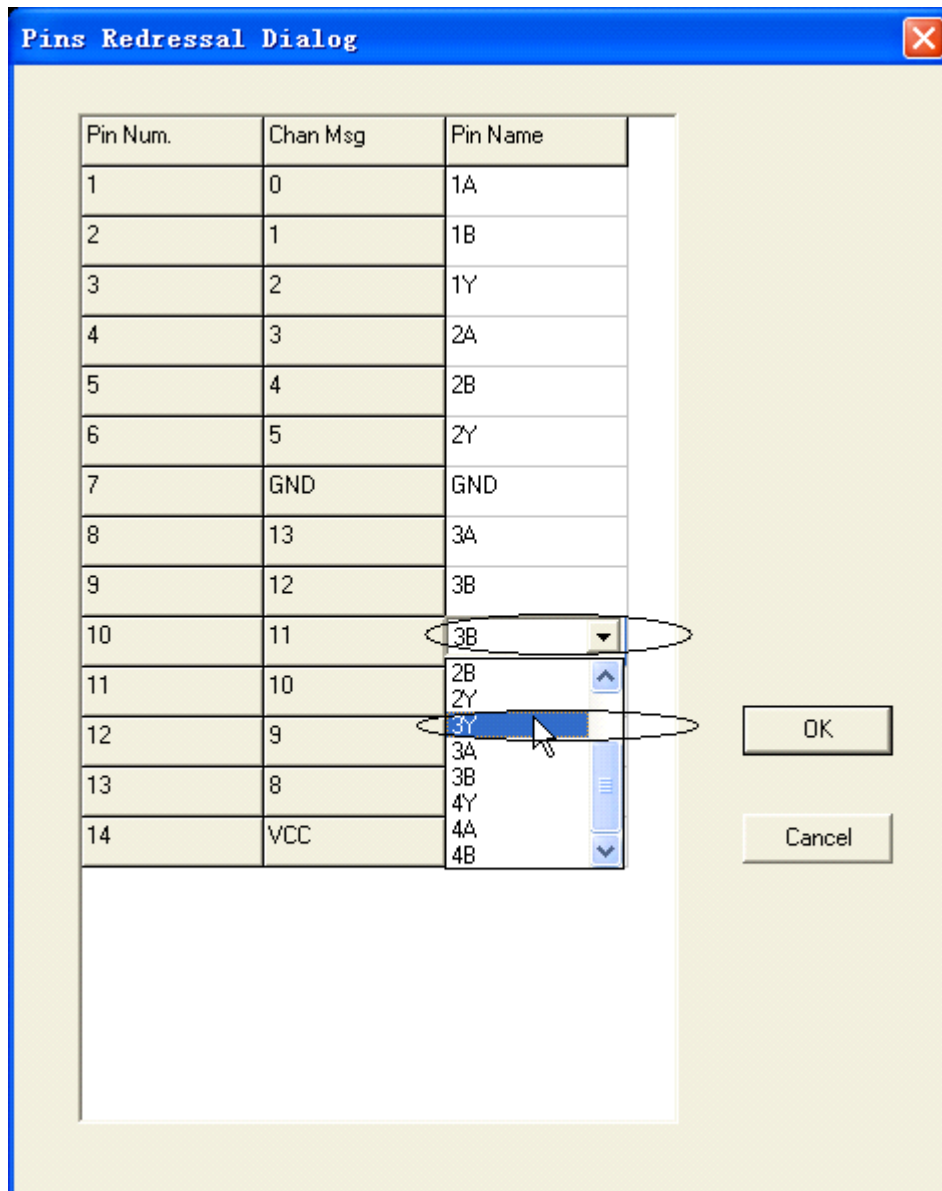 Pins Redressal Dialog
Pin Num. Chan Msg Pin Name
1 0 1A
2 1 1B
3 2 1Y
4 3 2A
5 4 2B
6 5 2Y
7 GND GND
8 13 3A
9 12 3B
10 11 3B
11 10
12 9
13 8
14 VCC
2B
2Y
3Y
3A
3B
4Y
4A
4B
OK
Cancel